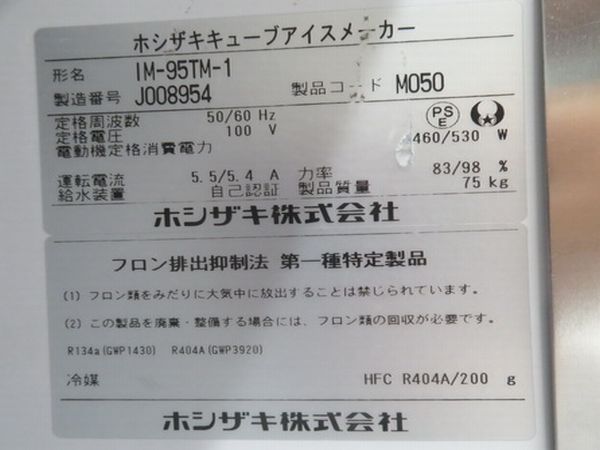 ホシザキキューブアイスメーカー
形名 IM-95TM-1
製造番号 J008954 製品コード M050
定格周波数 50/60 Hz
定格電圧 100 V
PS E
電動機定格消費電力 460/530 W
運転電流 5.5/5.4 A 力率 83/98 %
給水装置 自己認証 製品質量 75 kg
ホシザキ株式会社
フロン排出抑制法 第一種特定製品
(1) フロン類をみだりに大気中に放出することは禁じられています。
(2) この製品を廃棄・整備する場合には、フロン類の回収が必要です。
R134a(GWP1430) R404A(GWP3920)
冷媒 HFC R404A/200 g
ホシザキ株式会社